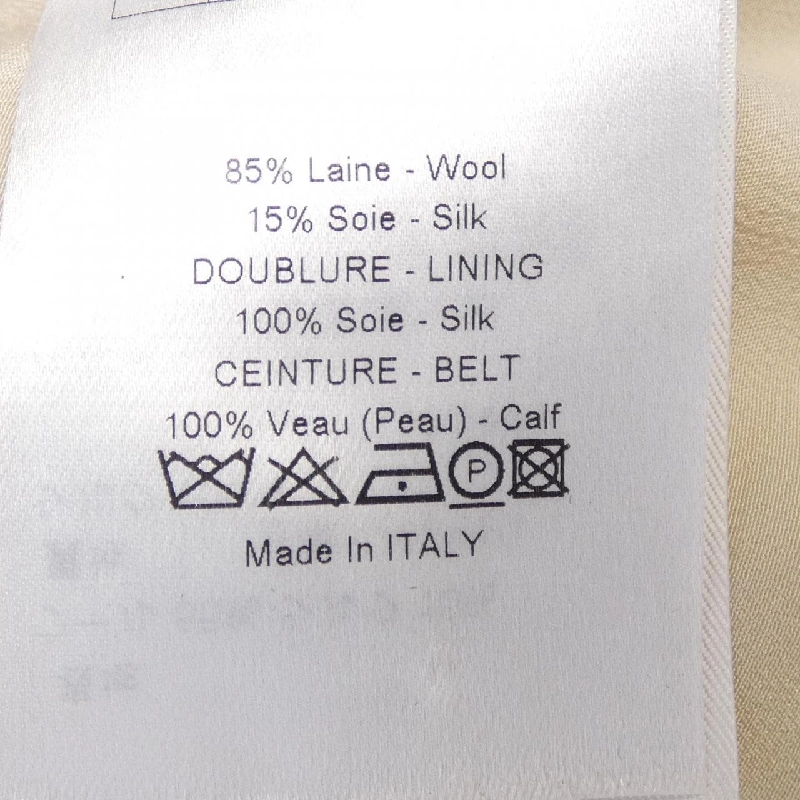 85% Laine - Wool
15% Soie - Silk
DOUBLURE - LINING
100% Soie - Silk
CEINTURE - BELT
100% Veau (Peau) - Calf
P
Made In ITALY